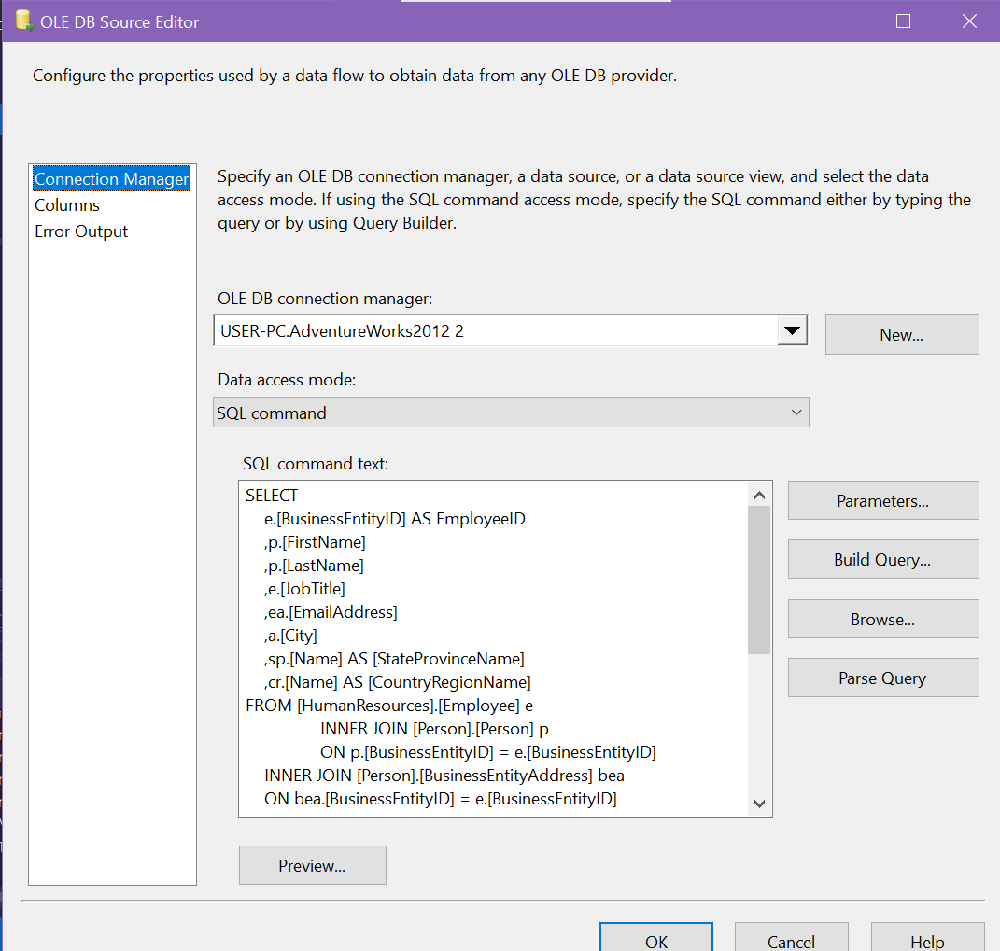 OLE DB Source Editor
Configure the properties used by a data flow to obtain data from any OLE DB provider.
Connection Manager
Columns
Error Output
Specify an OLE DB connection manager, a data source, or a data source view, and select the data
access mode. If using the SQL command access mode, specify the SQL command either by typing the
query or by using Query Builder.
OLE DB connection manager:
USER-PC.AdventureWorks2012 2
New...
Data access mode:
SQL command
SQL command text:
SELECT
e.[BusinessEntityID] AS EmployeeID
,p.[FirstName]
,p.[LastName]
,e.[JobTitle]
,ea.[EmailAddress]
,a.[City]
,sp.[Name] AS [StateProvinceName]
,cr.[Name] AS [CountryRegionName]
FROM [HumanResources].[Employee] e
INNER JOIN [Person].[Person] p
ON p.[BusinessEntityID] = e.[BusinessEntityID]
INNER JOIN [Person].[BusinessEntityAddress] bea
ON bea.[BusinessEntityID] = e.[BusinessEntityID]
Parameters...
Build Query...
Browse...
Parse Query
Preview...
OK
Cancel
Help